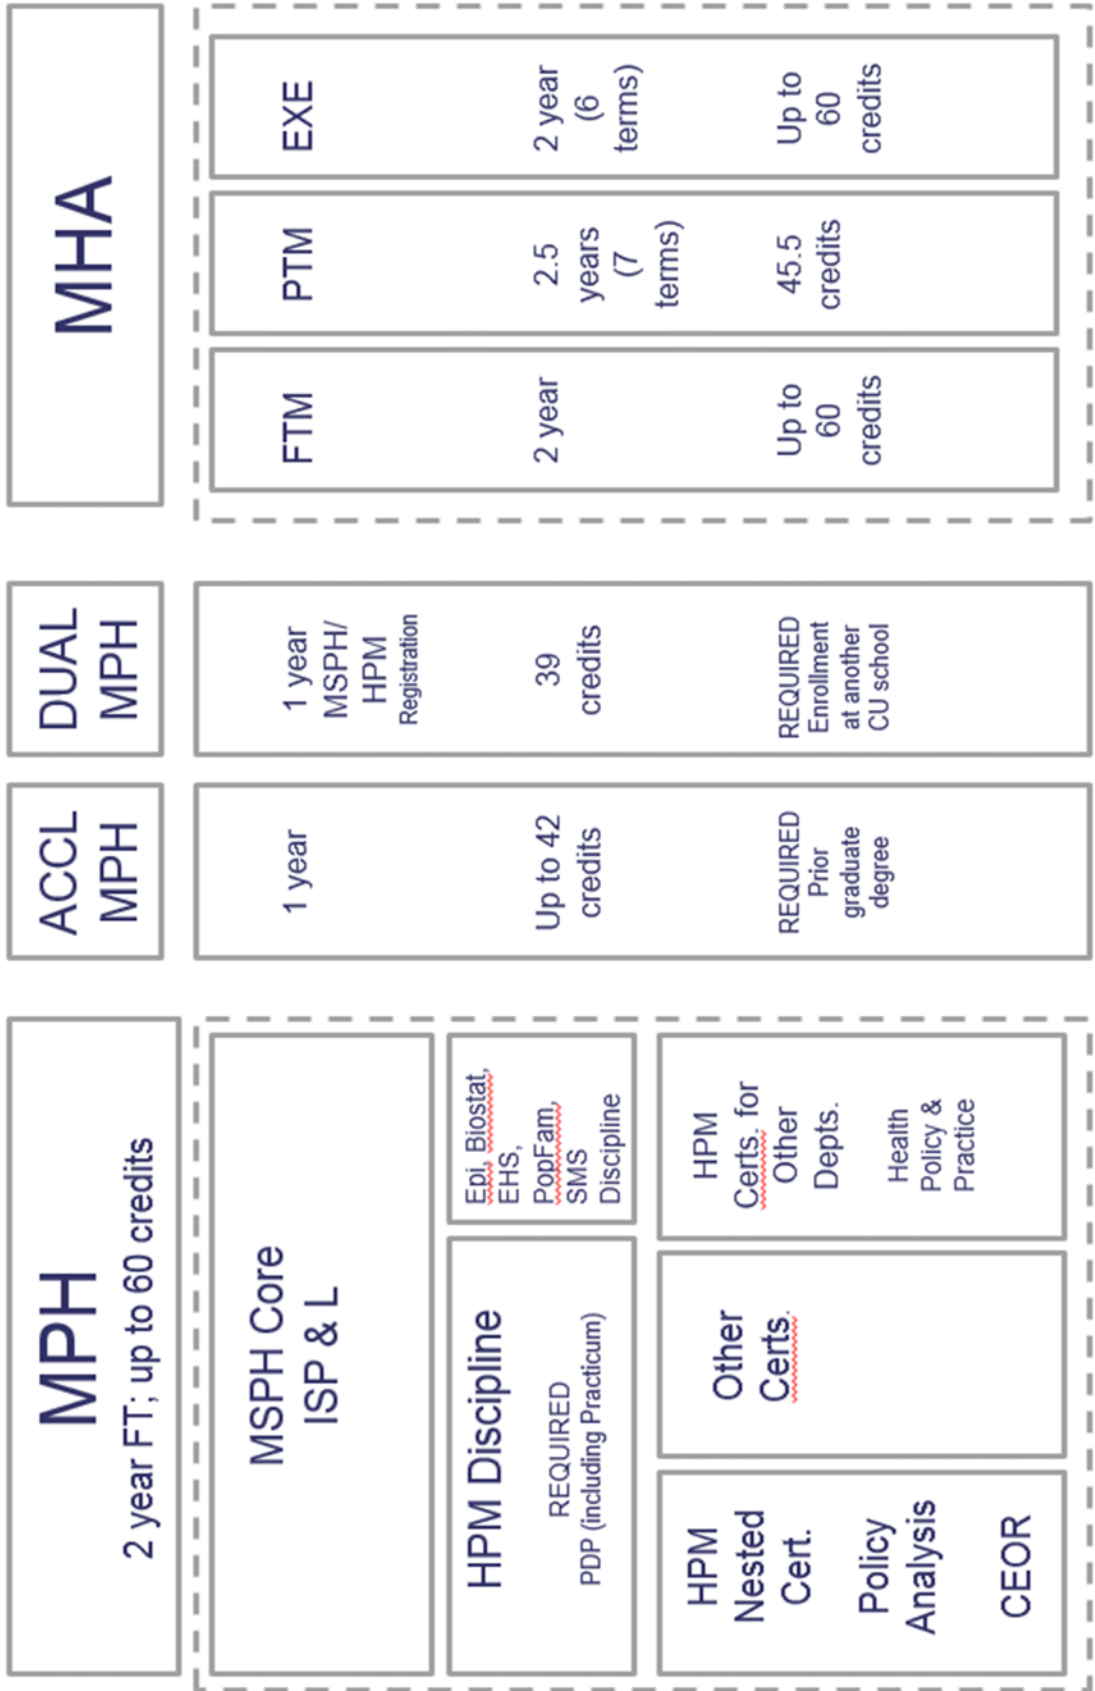 MPH
2 year FT; up to 60 credits
MSPH Core
ISP & L
HPM Discipline
REQUIRED
PDP (including Practicum)
Epi, Biostat,
EHS,
PopFam,
SMS
Discipline
HPM
Nested
Cert.
Policy
Analysis
CEOR
Other
Certs.
HPM
Certs. for
Other
Depts.
Health
Policy &
Practice
ACCL
MPH
1 year
Up to 42
credits
REQUIRED
Prior
graduate
degree
DUAL
MPH
1 year
MSPH/
HPM
Registration
39
credits
REQUIRED
Enrollment
at another
CU school
MHA
FTM
2 year
Up to
60
credits
PTM
2.5
years
(7
terms)
45.5
credits
EXE
2 year
(6
terms)
Up to
60
credits